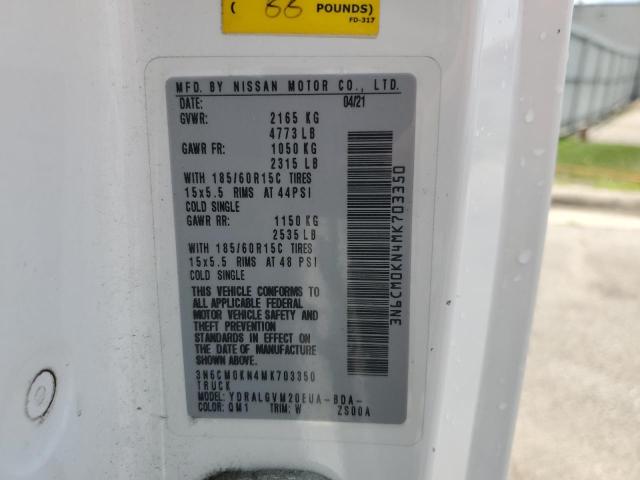 ( 66 POUNDS)
FD-317
MFD. BY NISSAN MOTOR CO., LTD.
DATE: 04/21
GVWR: 2165 KG
4773 LB
GAWR FR: 1050 KG
2315 LB
WITH 185/60R15C TIRES
15x5.5 RIMS AT 44PSI
COLD SINGLE
GAWR RR: 1150 KG
2535 LB
WITH 185/60R15C TIRES
15x5.5 RIMS AT 48 PSI
COLD SINGLE
THIS VEHICLE CONFORMS TO
ALL APPLICABLE FEDERAL
MOTOR VEHICLE SAFETY AND
THEFT PREVENTION
STANDARDS IN EFFECT ON
THE DATE OF MANUFACTURE
SHOWN ABOVE.
3N6CM0KN4MK703350
TRUCK
MODEL: YDRALGVM20EUA-BDA-
COLOR: QM1 TRIM: W ZS00A
3N6CM0KN4MK703350